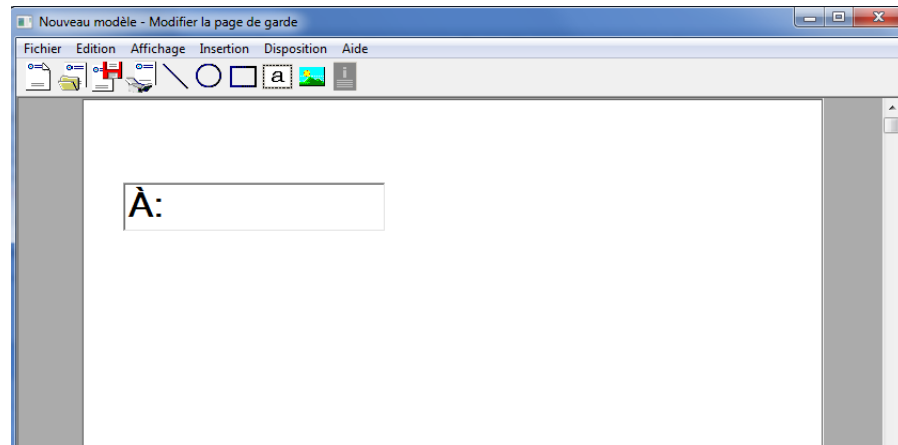 Nouveau modèle - Modifier la page de garde
Fichier Edition Affichage Insertion Disposition Aide
a i
À: